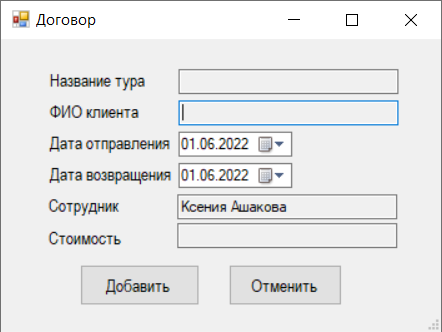 Договор
Название тура
ФИО клиента
Дата отправления 01.06.2022
Дата возвращения 01.06.2022
Сотрудник Ксения Ашакова
Стоимость
Добавить Отменить